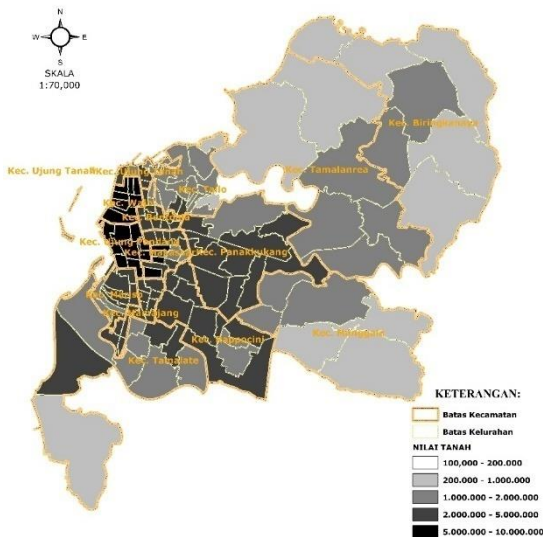 N
W E
S
SKALA
1:70,000
Kec. Biringkanaya
Kec. Tamalanrea
Kec. Ujung Tanah
Kec. Ujung Tanah
Kec. Tallo
Kec. Panakkukang
Kec. Mamajang
Kec. Manggala
Kec. Rappocini
Kec. Tamalate
KETERANGAN:
Batas Kecamatan
Batas Kelurahan
NILAI TANAH
100,000 - 200.000
200.000 - 1.000.000
1.000.000 - 2.000.000
2.000.000 - 5.000.000
5.000.000 - 10.000.000